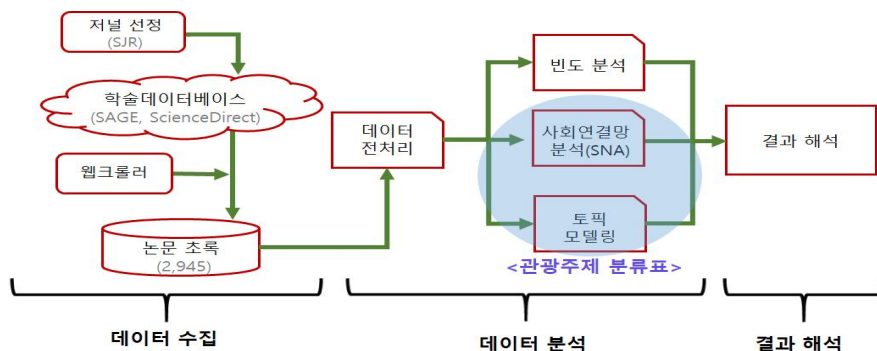 저널 선정
(SJR)
학술데이터베이스
(SAGE, ScienceDirect)
웹크롤러
논문 초록
(2,945)
데이터
전처리
빈도 분석
사회연결망
분석(SNA)
토픽
모델링
<관광주제 분류표>
결과 해석
데이터 수집
데이터 분석
결과 해석